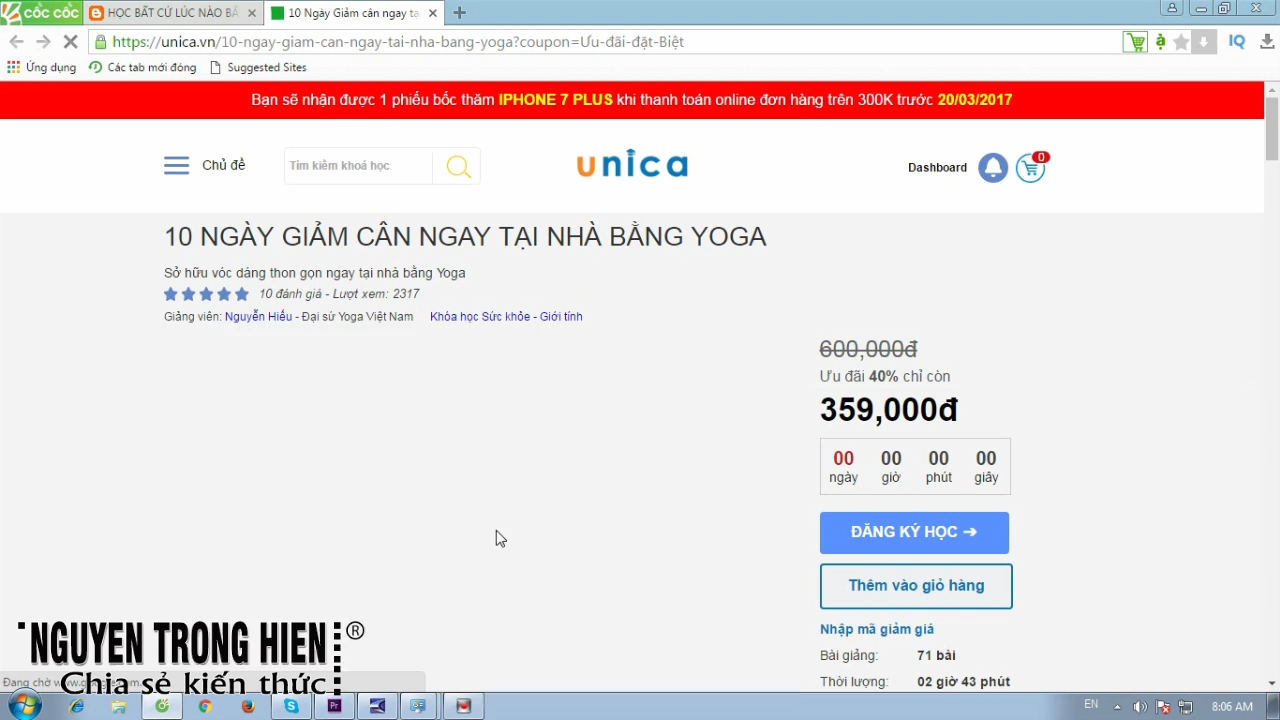 cốc cốc
HỌC BẤT CỨ LÚC NÀO BẢ
10 Ngày Giảm cân ngay tạ
https://unica.vn/10-ngay-giam-can-ngay-tai-nha-bang-yoga?coupon=Ưu-đãi-đặt-Biệt
IQ
Ứng dụng
Các tab mới đóng
Suggested Sites
Bạn sẽ nhận được 1 phiếu bốc thăm IPHONE 7 PLUS khi thanh toán online đơn hàng trên 300K trước 20/03/2017
Chủ đề
Tìm kiếm khoá học
unica
Dashboard
0
10 NGÀY GIẢM CÂN NGAY TẠI NHÀ BẰNG YOGA
Sở hữu vóc dáng thon gọn ngay tại nhà bằng Yoga
10 đánh giá - Lượt xem: 2317
Giảng viên: Nguyễn Hiếu - Đại sứ Yoga Việt Nam Khóa học Sức khỏe - Giới tính
600,000đ
Ưu đãi 40% chỉ còn
359,000đ
00 00 00 00
ngày giờ phút giây
ĐĂNG KÝ HỌC ➔
Thêm vào giỏ hàng
Nhập mã giảm giá
Bài giảng: 71 bài
Thời lượng: 02 giờ 43 phút
NGUYEN TRONG HIEN ®
Chia sẻ kiến thức
EN
8:06 AM